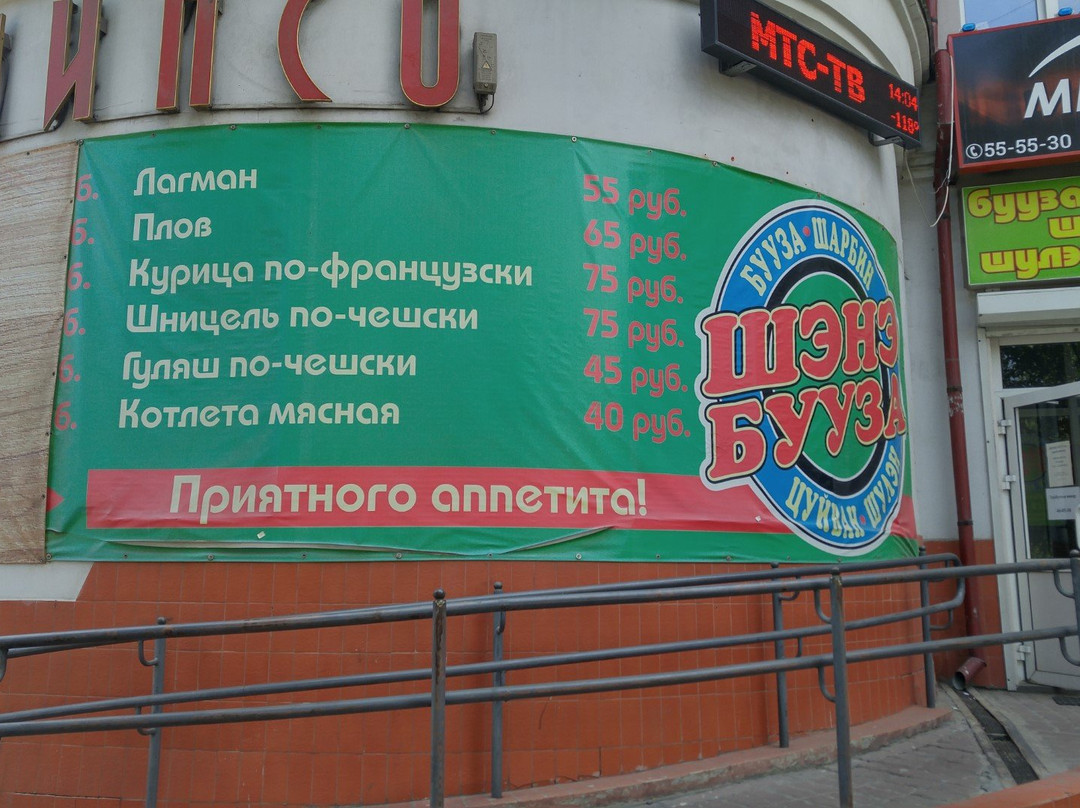 МТС-ТВ
14:04
-118°
55-55-30
б. Лагман 55 руб.
б. Плов 65 руб.
б. Курица по-французски 75 руб.
б. Шницель по-чешски 75 руб.
б. Гуляш по-чешски 45 руб.
б. Котлета мясная 40 руб.
Приятного аппетита!
БУУЗА • ШАРБИН
ШЭНЭ
БУУЗА
ЦУЙВАН • ШУЛЭН